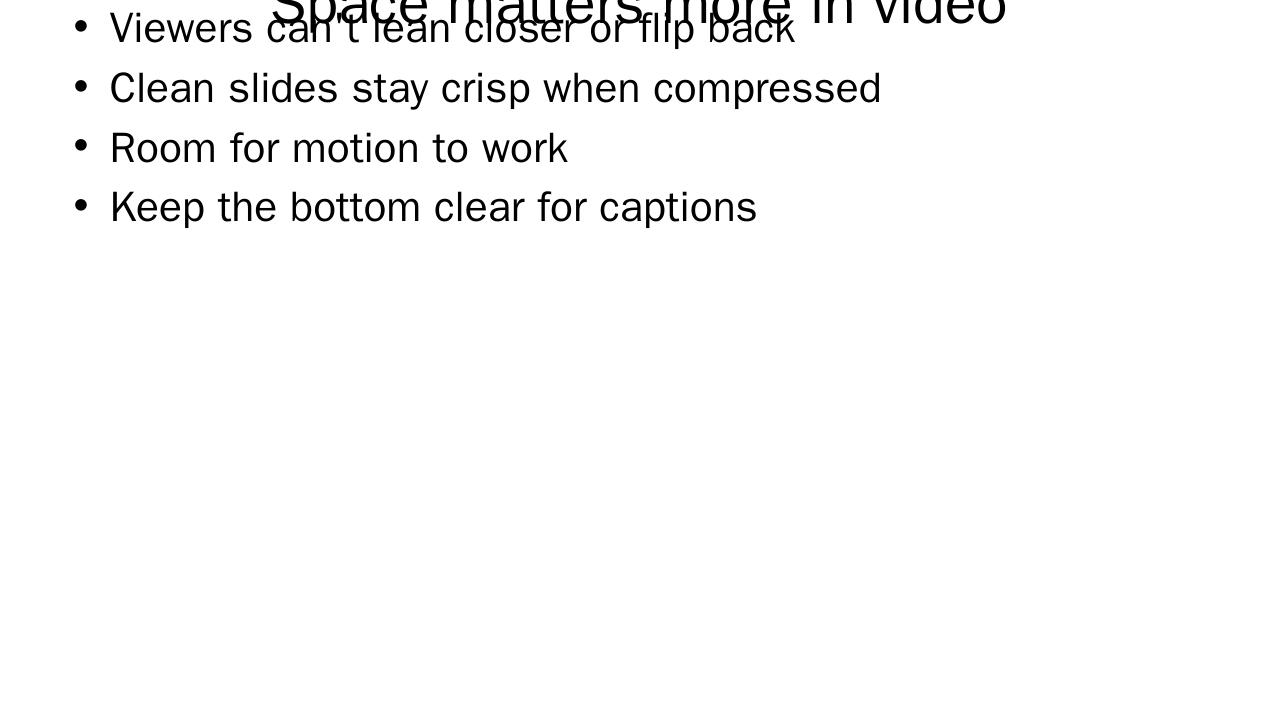 Space matters more in video
• Viewers can't lean closer or flip back
• Clean slides stay crisp when compressed
• Room for motion to work
• Keep the bottom clear for captions